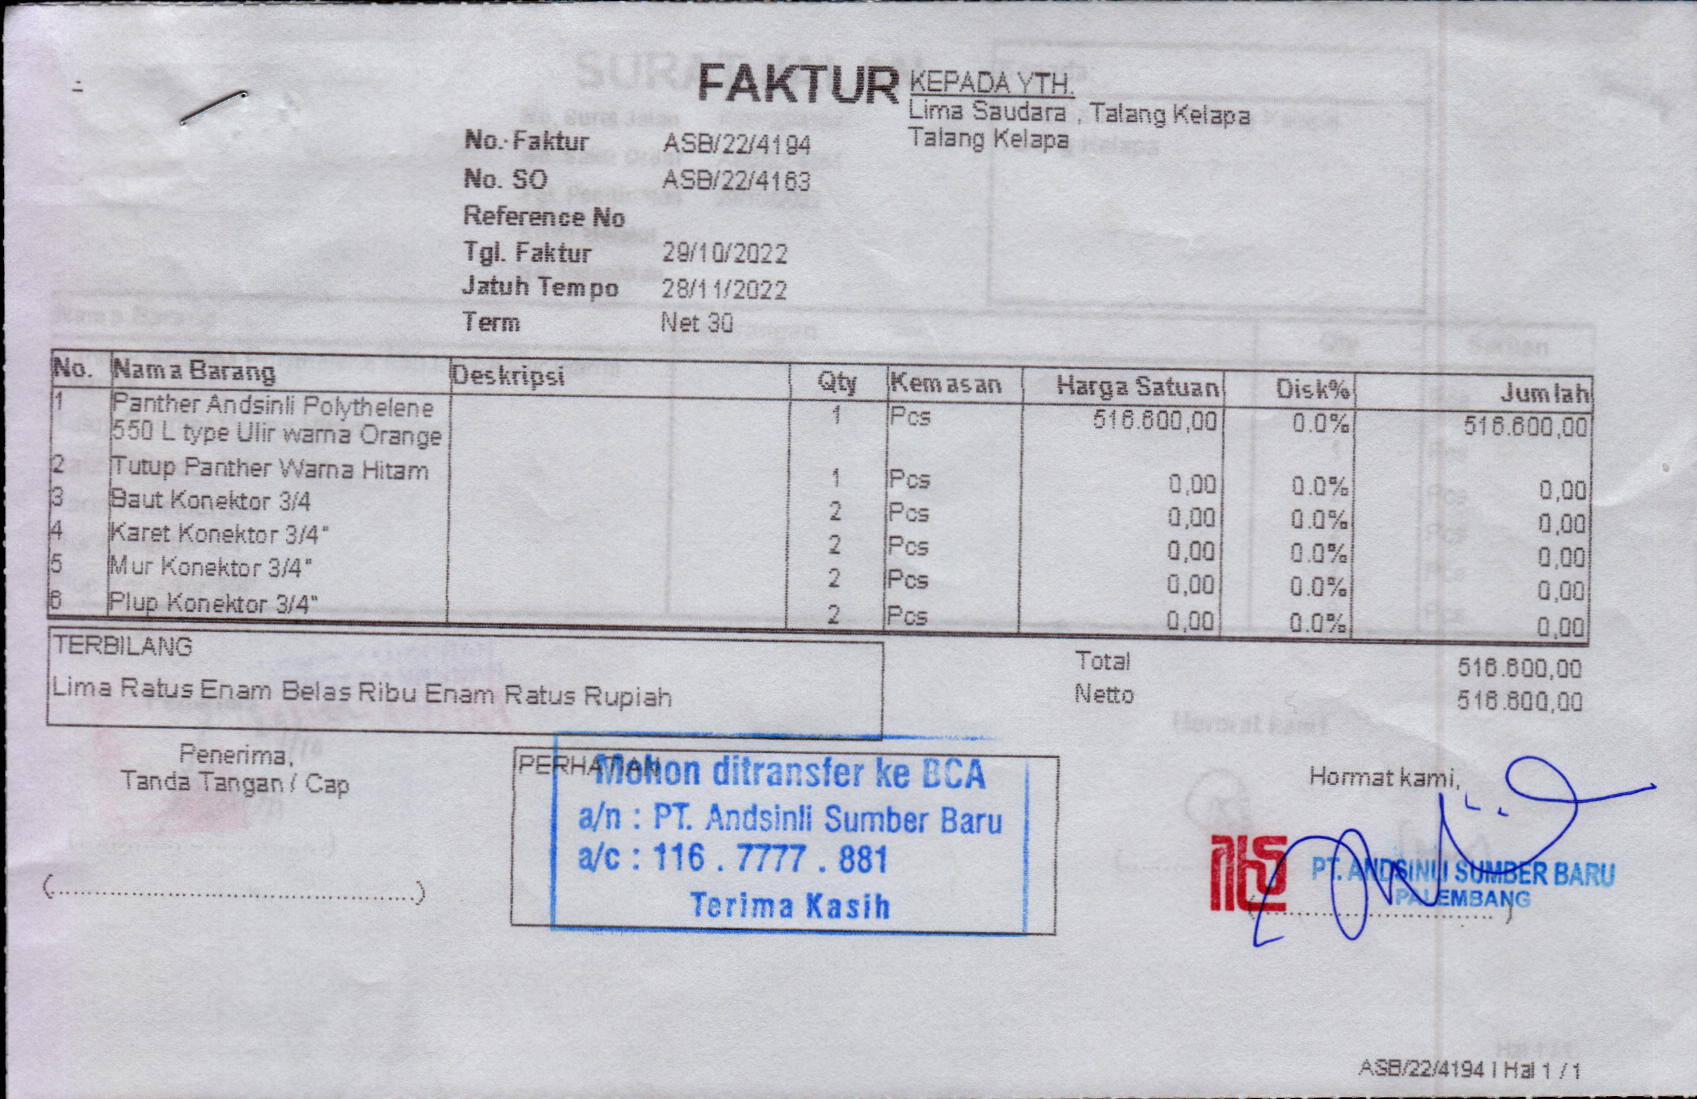 FAKTUR
KEPADA YTH.
Lima Saudara , Talang Kelapa
Talang Kelapa
No. Faktur ASB/22/4194
No. SO ASB/22/4163
Reference No
Tgl. Faktur 29/10/2022
Jatuh Tempo 28/11/2022
Term Net 30
No. Nama Barang Deskripsi Qty Kemasan Harga Satuan Disk% Jumlah
1 Panther Andsinli Polythelene 1 Pcs 516.600,00 0.0% 516.600,00
550 L type Ulir warna Orange
2 Tutup Panther Warna Hitam 1 Pcs 0,00 0.0% 0,00
3 Baut Konektor 3/4 2 Pcs 0,00 0.0% 0,00
4 Karet Konektor 3/4" 2 Pcs 0,00 0.0% 0,00
5 Mur Konektor 3/4" 2 Pcs 0,00 0.0% 0,00
6 Plup Konektor 3/4" 2 Pcs 0,00 0.0% 0,00
TERBILANG
Lima Ratus Enam Belas Ribu Enam Ratus Rupiah
Total 516.600,00
Netto 516.600,00
Penerima,
Tanda Tangan / Cap
(..........................................................)
PERHATIAN
Mohon ditransfer ke BCA
a/n : PT. Andsinli Sumber Baru
a/c : 116 . 7777 . 881
Terima Kasih
Hormat kami,
PT. ANDSINLI SUMBER BARU
PALEMBANG
(..........................................)
ASB/22/4194 | Hal 1 / 1